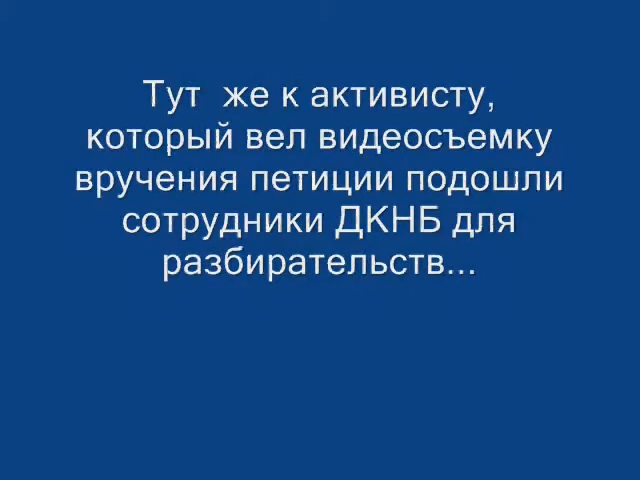 Тут  же к активисту,
который вел видеосъемку
вручения петиции подошли
сотрудники ДКНБ для
разбирательств...